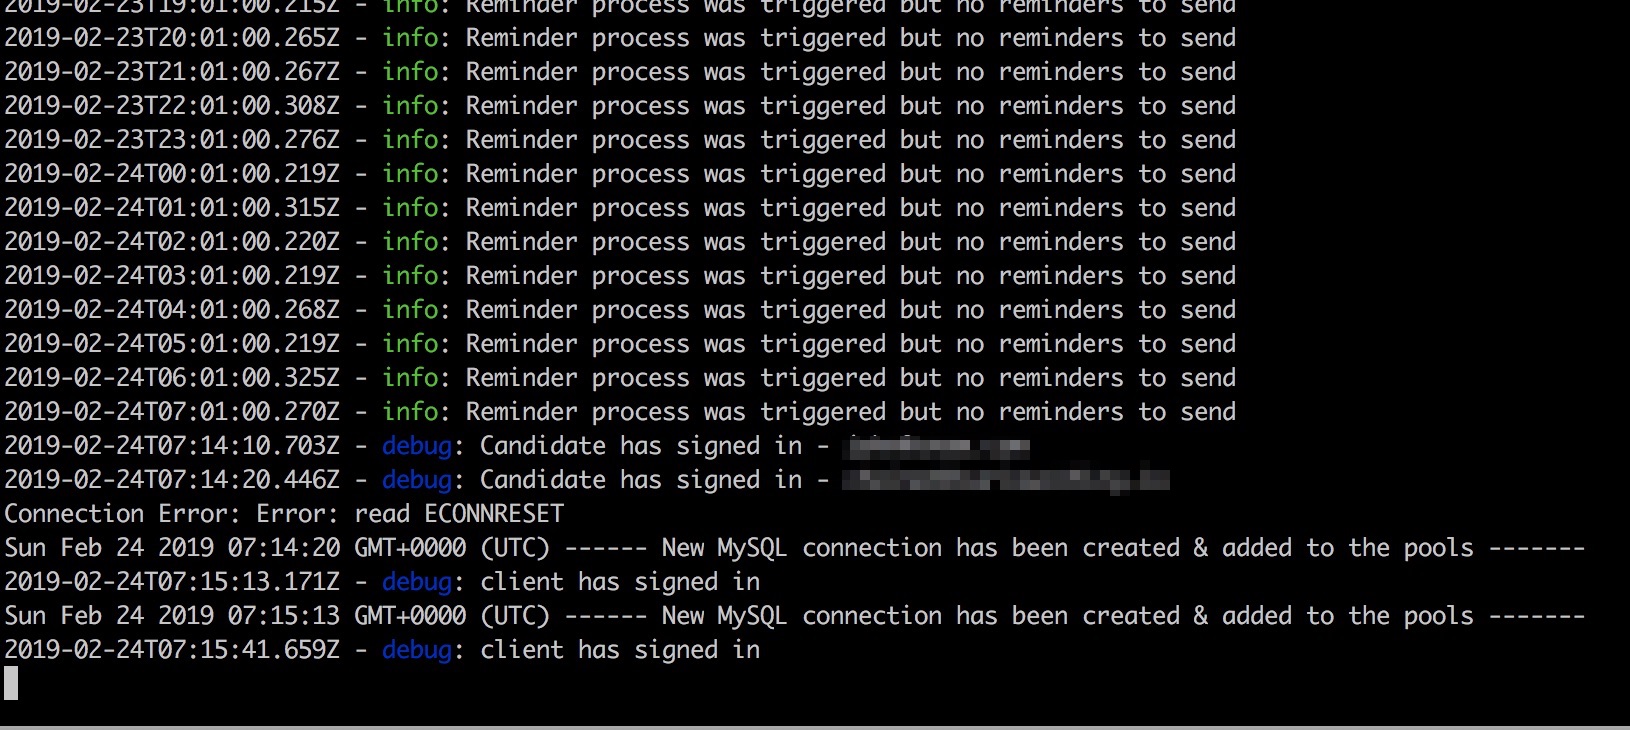 2019-02-23T19:01:00.215Z - info: Reminder process was triggered but no reminders to send
2019-02-23T20:01:00.265Z - info: Reminder process was triggered but no reminders to send
2019-02-23T21:01:00.267Z - info: Reminder process was triggered but no reminders to send
2019-02-23T22:01:00.308Z - info: Reminder process was triggered but no reminders to send
2019-02-23T23:01:00.276Z - info: Reminder process was triggered but no reminders to send
2019-02-24T00:01:00.219Z - info: Reminder process was triggered but no reminders to send
2019-02-24T01:01:00.315Z - info: Reminder process was triggered but no reminders to send
2019-02-24T02:01:00.220Z - info: Reminder process was triggered but no reminders to send
2019-02-24T03:01:00.219Z - info: Reminder process was triggered but no reminders to send
2019-02-24T04:01:00.268Z - info: Reminder process was triggered but no reminders to send
2019-02-24T05:01:00.219Z - info: Reminder process was triggered but no reminders to send
2019-02-24T06:01:00.325Z - info: Reminder process was triggered but no reminders to send
2019-02-24T07:01:00.270Z - info: Reminder process was triggered but no reminders to send
2019-02-24T07:14:10.703Z - debug: Candidate has signed in -
2019-02-24T07:14:20.446Z - debug: Candidate has signed in -
Connection Error: Error: read ECONNRESET
Sun Feb 24 2019 07:14:20 GMT+0000 (UTC) ------ New MySQL connection has been created & added to the pools -------
2019-02-24T07:15:13.171Z - debug: client has signed in
Sun Feb 24 2019 07:15:13 GMT+0000 (UTC) ------ New MySQL connection has been created & added to the pools -------
2019-02-24T07:15:41.659Z - debug: client has signed in